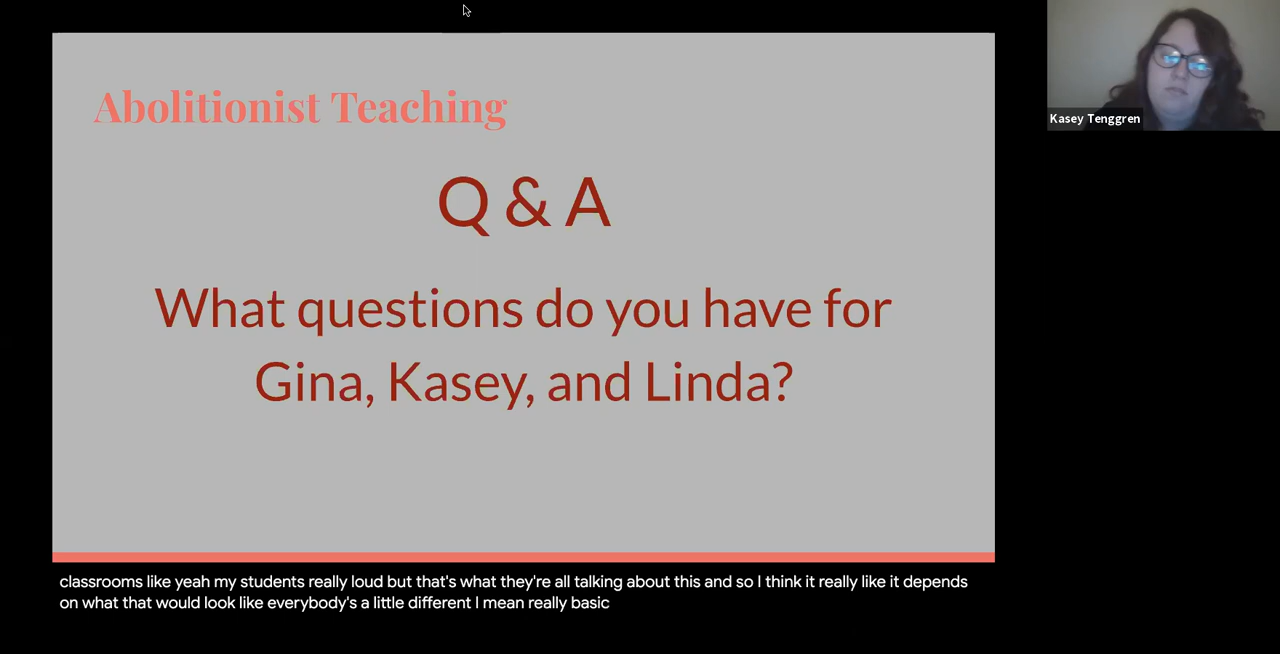 Abolitionist Teaching
Q & A
What questions do you have for
Gina, Kasey, and Linda?
Kasey Tenggren
classrooms like yeah my students really loud but that's what they're all talking about this and so I think it really like it depends
on what that would look like everybody's a little different I mean really basic